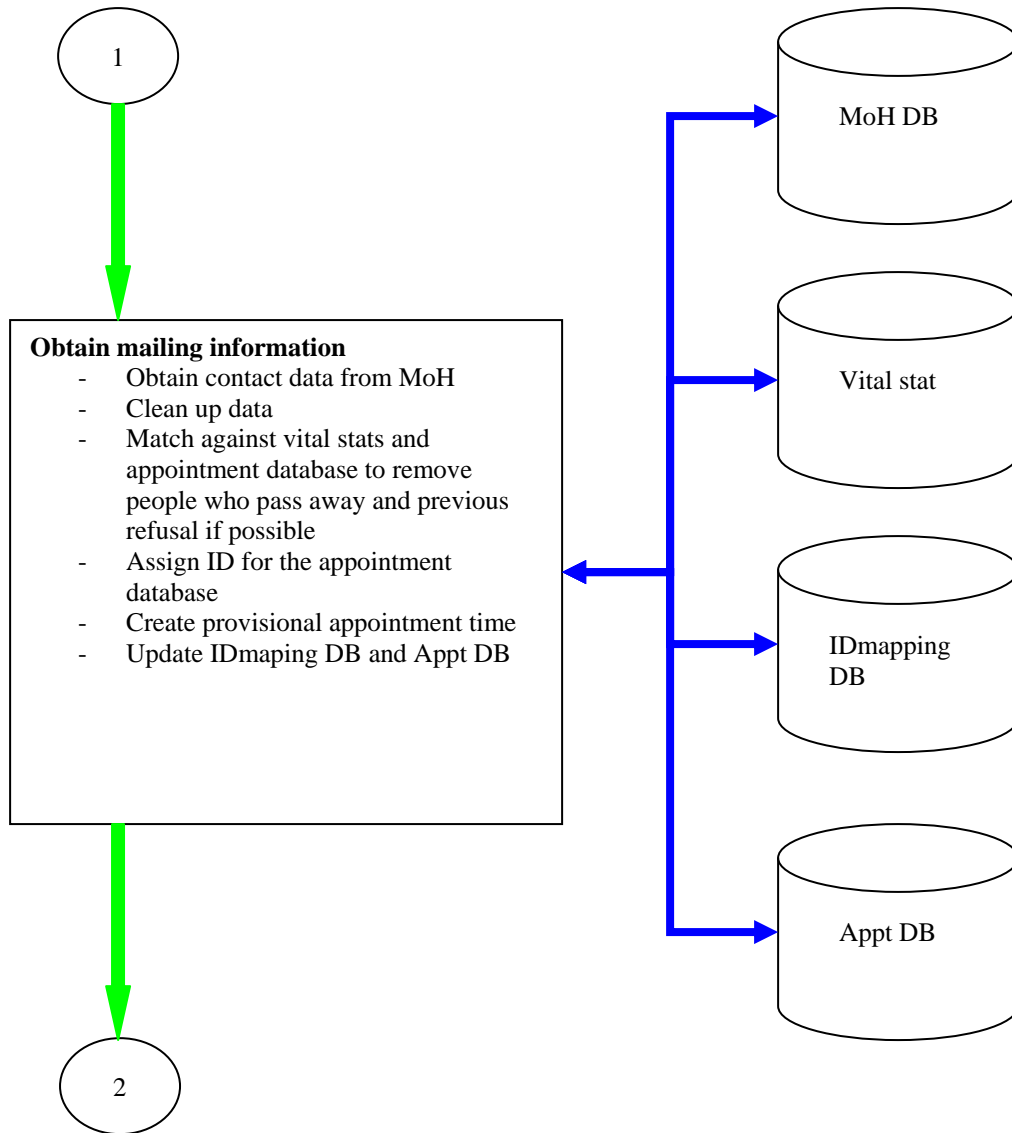 1
MoH DB
Vital stat
Obtain mailing information
- Obtain contact data from MoH
- Clean up data
- Match against vital stats and
appointment database to remove
people who pass away and previous
refusal if possible
- Assign ID for the appointment
database
- Create provisional appointment time
- Update IDmaping DB and Appt DB
IDmapping
DB
Appt DB
2